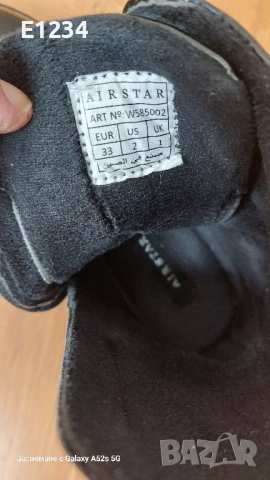 E1234
AIRSTAR
ART Nº:W585002
EUR US UK
33 2 1
صنع في الصين
AIRSTAR
Заснемане с Galaxy A52s 5G
BAZAR